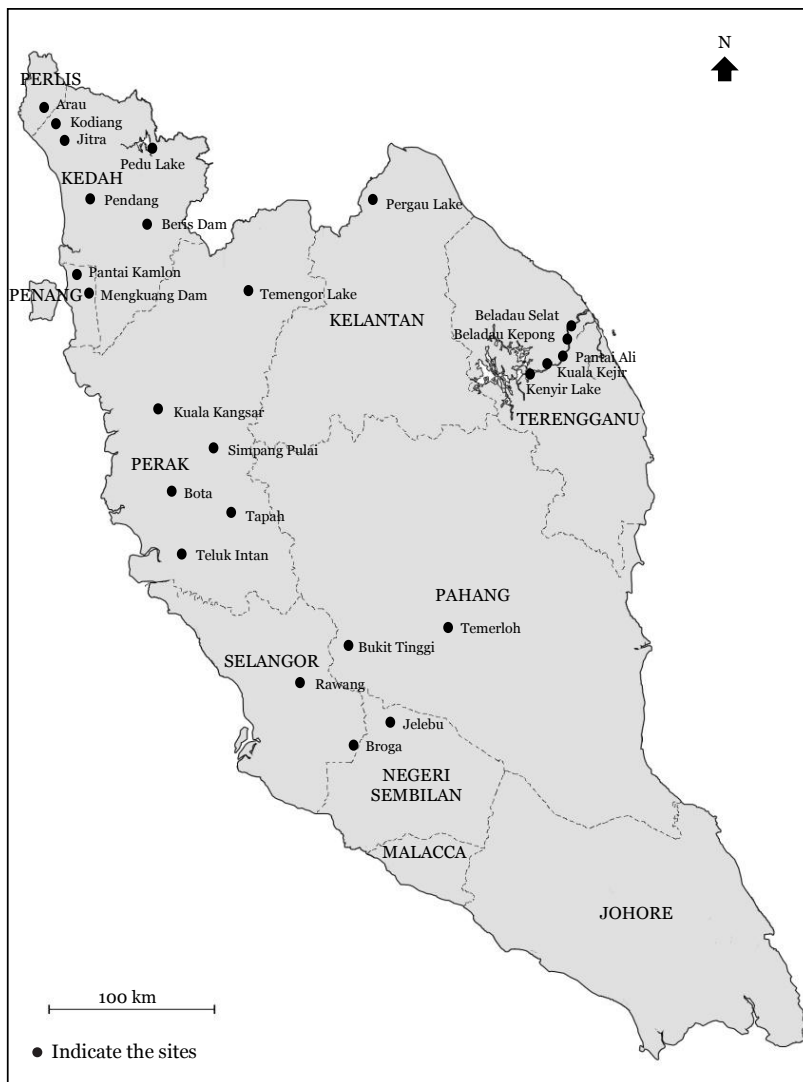 N
PERLIS
Arau
Kodiang
Jitra
Pedu Lake
KEDAH
Pendang
Pergau Lake
Beris Dam
Pantai Kamlon
PENANG
Mengkuang Dam
Temengor Lake
KELANTAN
Beladau Selat
Beladau Kepong
Pantai Ali
Kuala Kejir
Kenyir Lake
TERENGGANU
Kuala Kangsar
Simpang Pulai
PERAK
Bota
Tapah
Teluk Intan
PAHANG
Temerloh
Bukit Tinggi
SELANGOR
Rawang
Jelebu
Broga
NEGERI
SEMBILAN
MALACCA
JOHORE
100 km
Indicate the sites